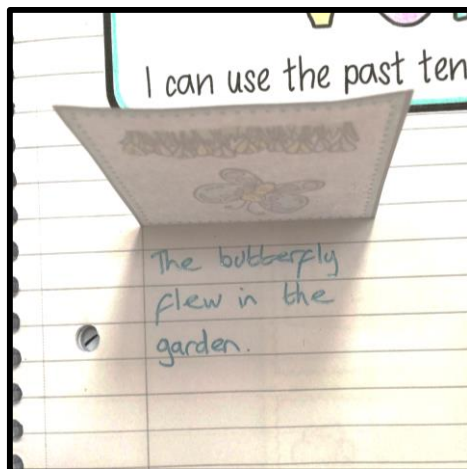 I can use the past ten
The butterfly
flew in the
garden.